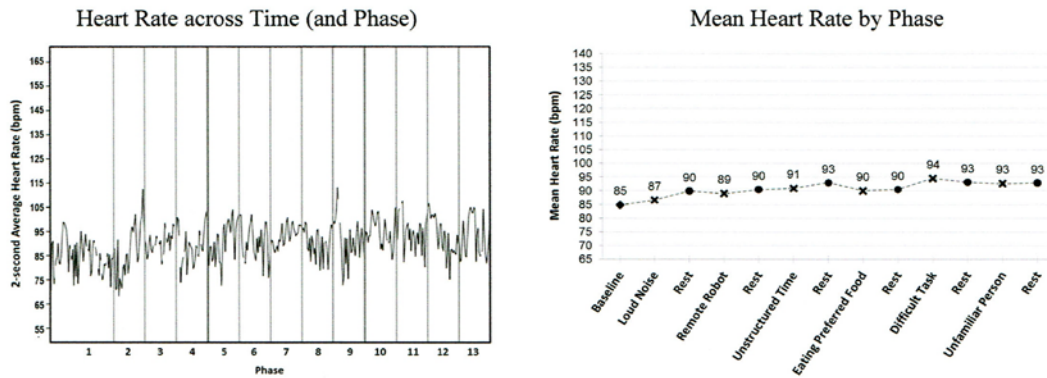 Heart Rate across Time (and Phase)
2-second Average Heart Rate (bpm)
165
155
145
135
125
115
105
95
85
75
65
55
1 2 3 4 5 6 7 8 9 10 11 12 13
Phase
Mean Heart Rate by Phase
Mean Heart Rate (bpm)
140
135
130
125
120
115
110
105
100
95
90
85
80
75
70
65
85 87 90 89 90 91 93 90 90 94 93 93 93
Baseline
Loud Noise
Rest
Remote Robot
Rest
Unstructured Time
Rest
Eating Preferred Food
Rest
Difficult Task
Rest
Unfamiliar Person
Rest